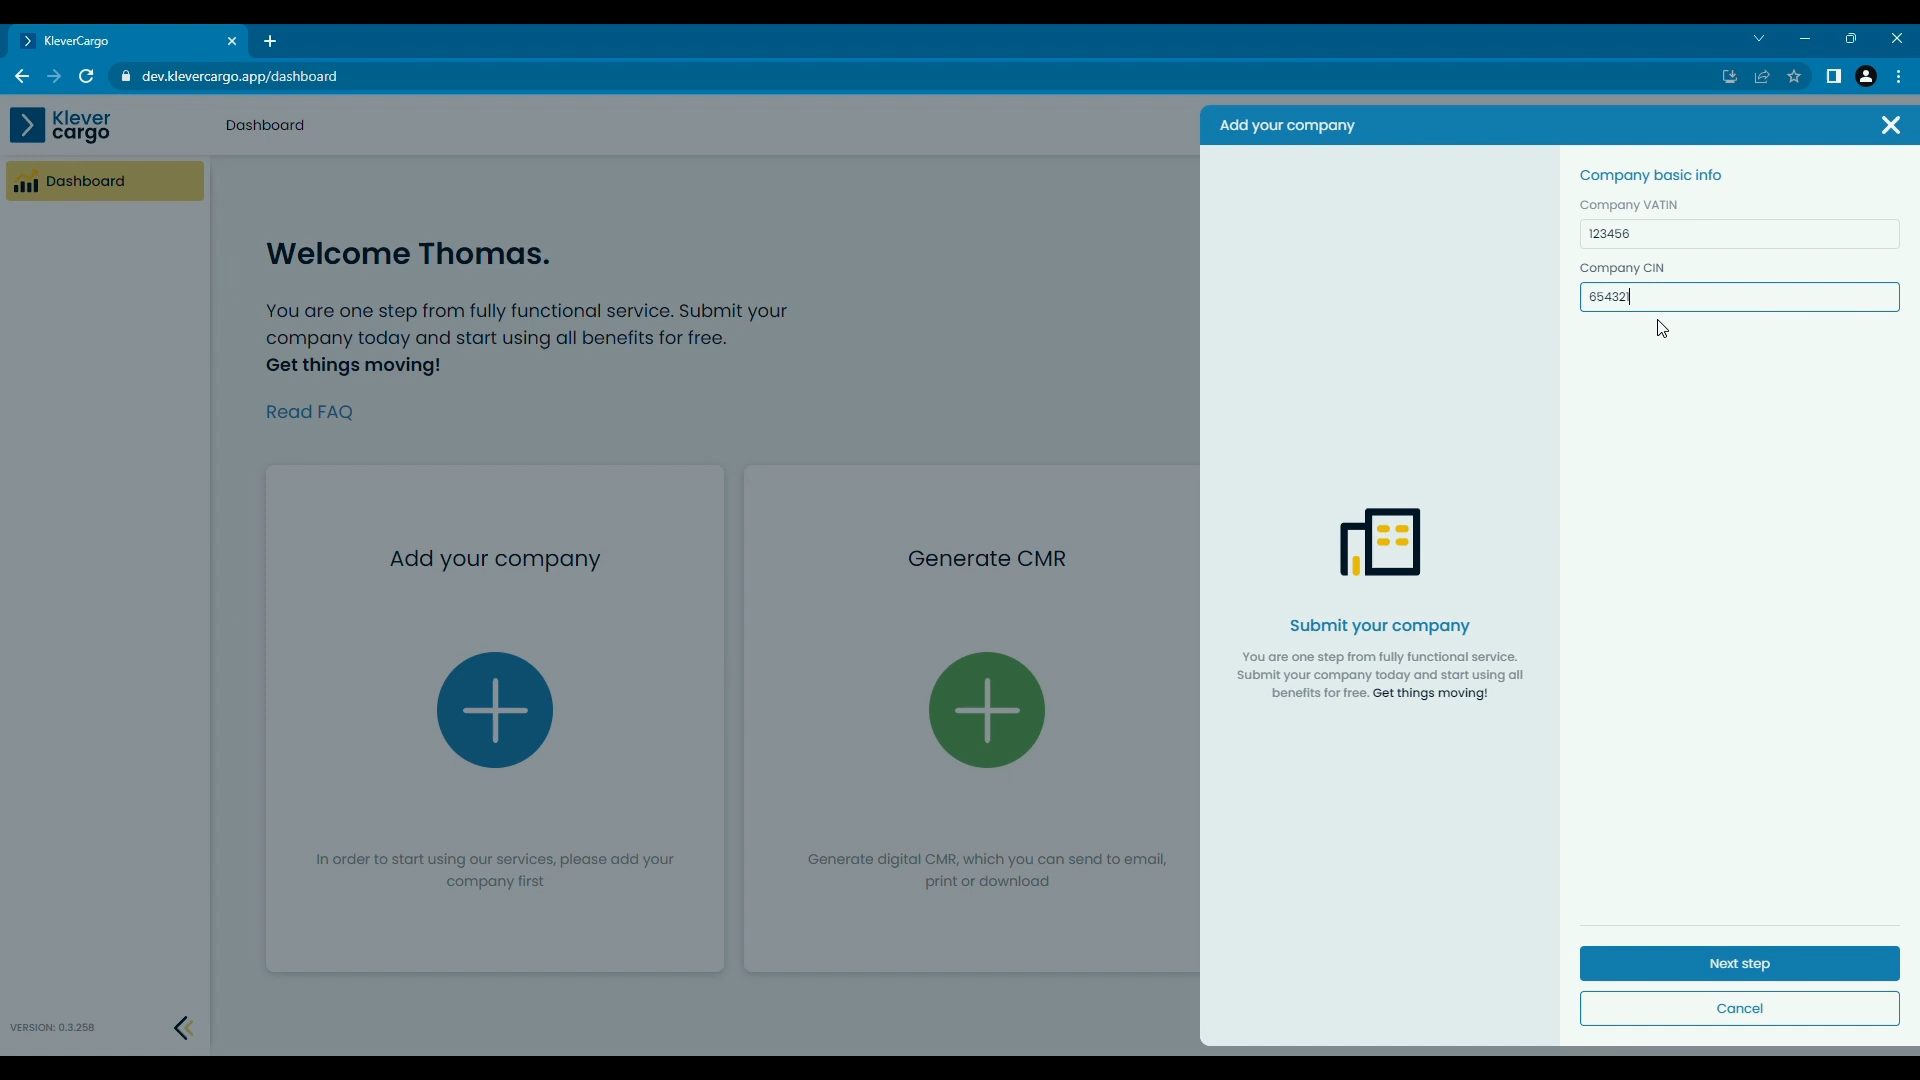 KleverCargo
dev.klevercargo.app/dashboard
Klever
cargo
Dashboard
Dashboard
Welcome Thomas.
You are one step from fully functional service. Submit your
company today and start using all benefits for free.
Get things moving!
Read FAQ
Add your company
In order to start using our services, please add your
company first
Generate CMR
Generate digital CMR, which you can send to email,
print or download
VERSION: 0.3.258
Add your company
Submit your company
You are one step from fully functional service.
Submit your company today and start using all
benefits for free. Get things moving!
Company basic info
Company VATIN
123456
Company CIN
654321
Next step
Cancel